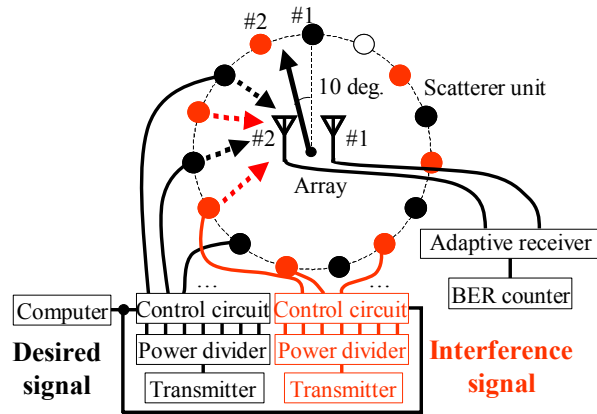 #2
#1
10 deg.
Scatterer unit
#2
#1
Array
Adaptive receiver
BER counter
...
...
Computer
Control circuit
Control circuit
Desired
signal
Power divider
Power divider
Interference
signal
Transmitter
Transmitter